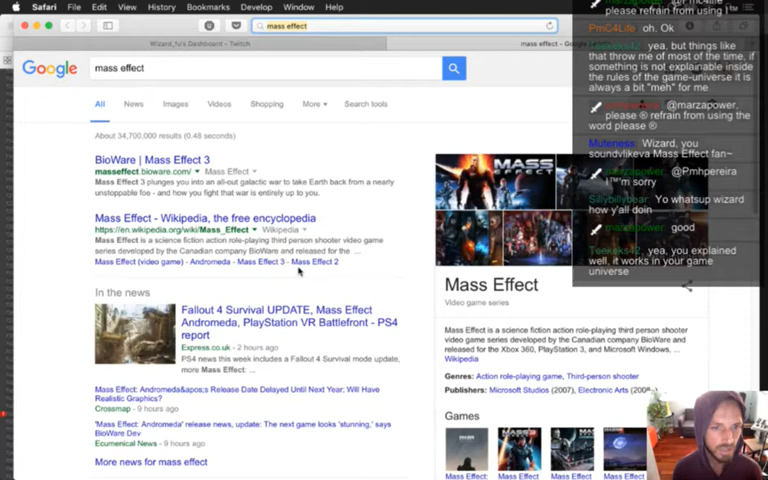 Safari File Edit View History Bookmarks Develop Window Help
mass effect
Wizard_fu's Dashboard - Twitch
mass effect - Google
Google
mass effect
All News Images Videos Shopping More Search tools
About 34,700,000 results (0.48 seconds)
BioWare | Mass Effect 3
masseffect.bioware.com/ Mass Effect
Mass Effect 3 plunges you into an all-out galactic war to take Earth back from a nearly
unstoppable foe - and how you fight that war is entirely up to you.
Mass Effect - Wikipedia, the free encyclopedia
https://en.wikipedia.org/wiki/Mass_Effect Wikipedia
Mass Effect is a science fiction action role-playing third person shooter video game
series developed by the Canadian company BioWare and released for the ...
Mass Effect (video game) - Andromeda - Mass Effect 3 - Mass Effect 2
In the news
Fallout 4 Survival UPDATE, Mass Effect
Andromeda, PlayStation VR Battlefront - PS4
report
Express.co.uk - 2 hours ago
PS4 news this week includes a Fallout 4 Survival mode update,
more Mass Effect ...
Mass Effect: Andromeda&apos;s Release Date Delayed Until Next Year; Will Have
Realistic Graphics?
Crossmap - 9 hours ago
'Mass Effect: Andromeda' release news, update: The next game looks 'stunning,' says
BioWare Dev
Ecumenical News - 9 hours ago
More news for mass effect
MASS
Mass Effect
Video game series
Mass Effect is a science fiction action role-playing third person shooter
video game series developed by the Canadian company BioWare and
released for the Xbox 360, PlayStation 3, and Microsoft Windows, ...
Wikipedia
Genres: Action role-playing game, Third-person shooter
Publishers: Microsoft Studios (2007), Electronic Arts
Games
Mass Effect: Mass Effect Mass Effect Mass Effect:
please refrain from using
PmC4Life oh. Ok
yea, but things like
that throw me of most of the time, if
something is not explainable inside
the rules of the game-universe it is
always a bit "meh" for me
@marzapower,
please ® refrain from using the
word please ®
Muteness: Wizard, you
soundvlikeva Mass Effect fan~
marzapower: @Pmhpereira
I™m sorry
Sillybillybear: Yo whatsup wizard
how y'all doin
marzapower: good
Teekeks42: yea, you explained
well, it works in your game
universe